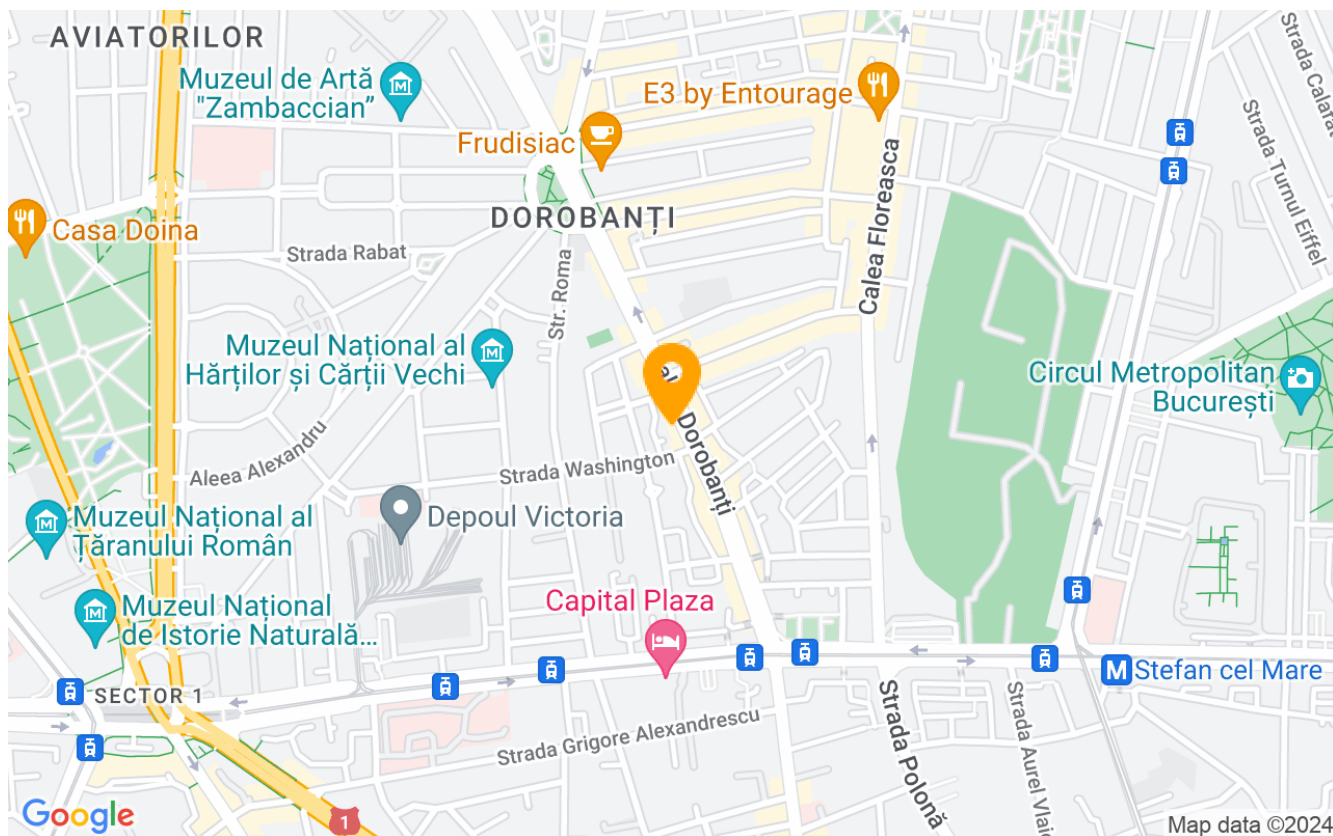 AVIATORILOR
Muzeul de Artă
"Zambaccian”
E3 by Entourage
Frudisiac
Strada Turnul Eiffel
DOROBANȚI
Casa Doina
Strada Rabat
Str. Roma
Calea Floreasca
Muzeul Național al
Hărților și Cărții Vechi
Circul Metropolitan
București
Dorobanți
Aleea Alexandru
Strada Washington
Muzeul Național al
Țăranului Român
Depoul Victoria
Capital Plaza
Muzeul Național
de Istorie Naturală...
M Stefan cel Mare
SECTOR 1
Strada Grigore Alexandrescu
Strada Polonă
Strada Aurel Vlaic
Google
1
Map data ©2024